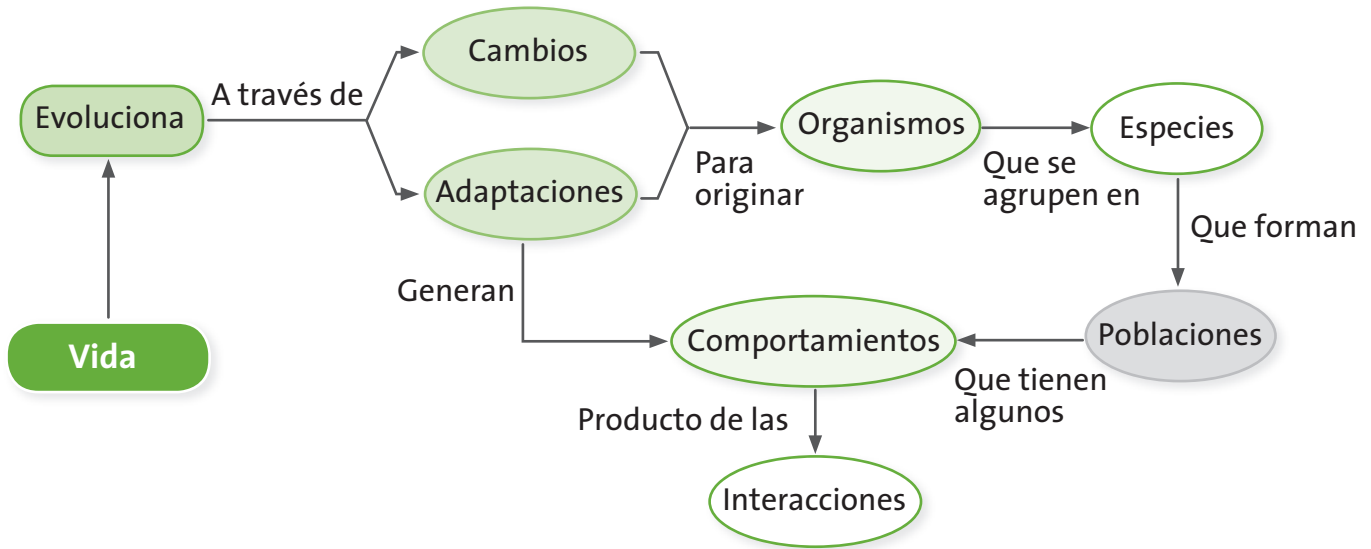 Cambios
A través de
Evoluciona
Organismos
Especies
Para
originar
Que se
agrupen en
Adaptaciones
Que forman
Generan
Vida
Comportamientos
Poblaciones
Que tienen
algunos
Producto de las
Interacciones